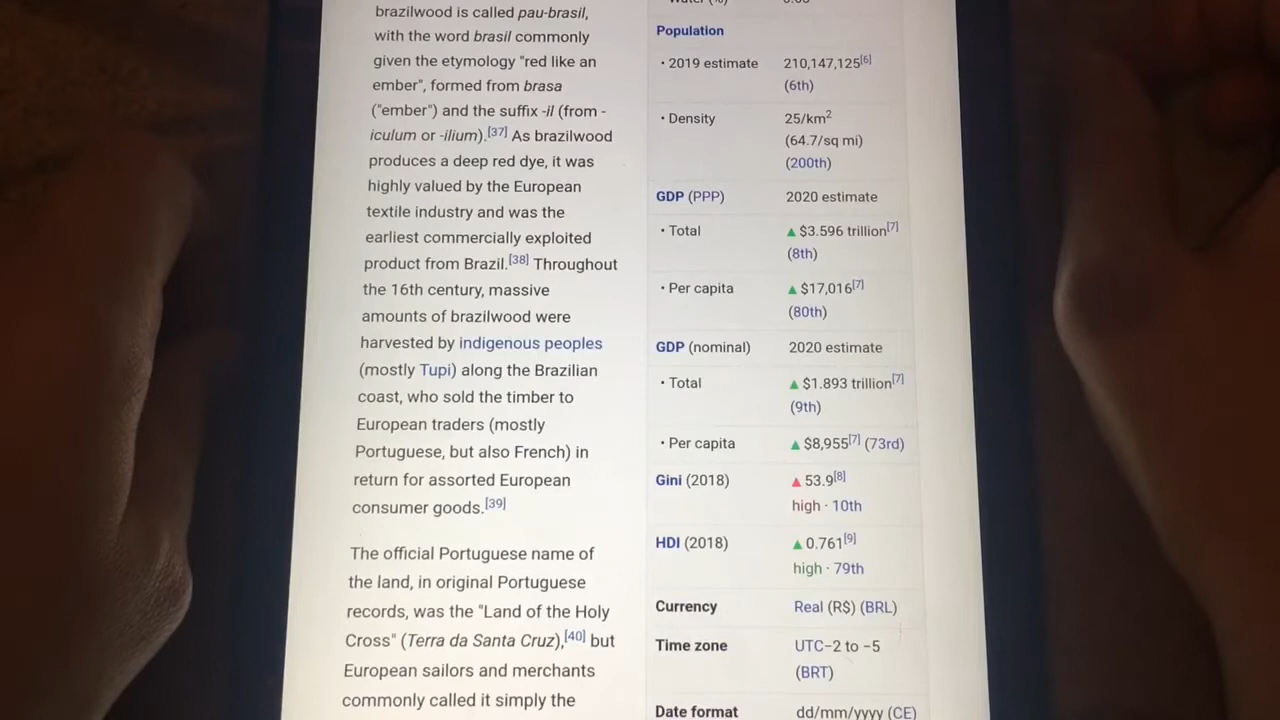 brazilwood is called pau-brasil,
with the word brasil commonly
given the etymology "red like an
ember", formed from brasa
("ember") and the suffix -il (from -
iculum or -ilium).[37] As brazilwood
produces a deep red dye, it was
highly valued by the European
textile industry and was the
earliest commercially exploited
product from Brazil.[38] Throughout
the 16th century, massive
amounts of brazilwood were
harvested by indigenous peoples
(mostly Tupi) along the Brazilian
coast, who sold the timber to
European traders (mostly
Portuguese, but also French) in
return for assorted European
consumer goods.[39]
The official Portuguese name of
the land, in original Portuguese
records, was the "Land of the Holy
Cross" (Terra da Santa Cruz),[40] but
European sailors and merchants
commonly called it simply the
Population
• 2019 estimate 210,147,125[6]
(6th)
• Density 25/km2
(64.7/sq mi)
(200th)
GDP (PPP) 2020 estimate
• Total ▲ $3.596 trillion[7]
(8th)
• Per capita ▲ $17,016[7]
(80th)
GDP (nominal) 2020 estimate
• Total ▲ $1.893 trillion[7]
(9th)
• Per capita ▲ $8,955[7] (73rd)
Gini (2018) ▲ 53.9[8]
high · 10th
HDI (2018) ▲ 0.761[9]
high · 79th
Currency Real (R$) (BRL)
Time zone UTC−2 to −5
(BRT)
Date format dd/mm/yyyy (CE)